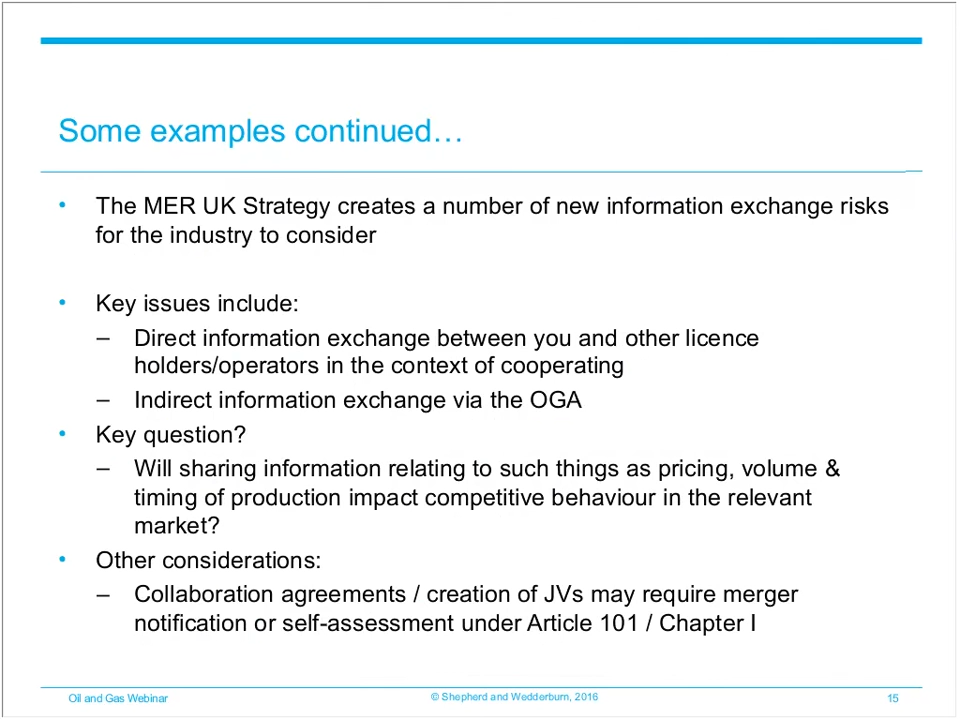 Some examples continued…
• The MER UK Strategy creates a number of new information exchange risks
for the industry to consider
• Key issues include:
– Direct information exchange between you and other licence
holders/operators in the context of cooperating
– Indirect information exchange via the OGA
• Key question?
– Will sharing information relating to such things as pricing, volume &
timing of production impact competitive behaviour in the relevant
market?
• Other considerations:
– Collaboration agreements / creation of JVs may require merger
notification or self-assessment under Article 101 / Chapter I
Oil and Gas Webinar
© Shepherd and Wedderburn, 2016
15